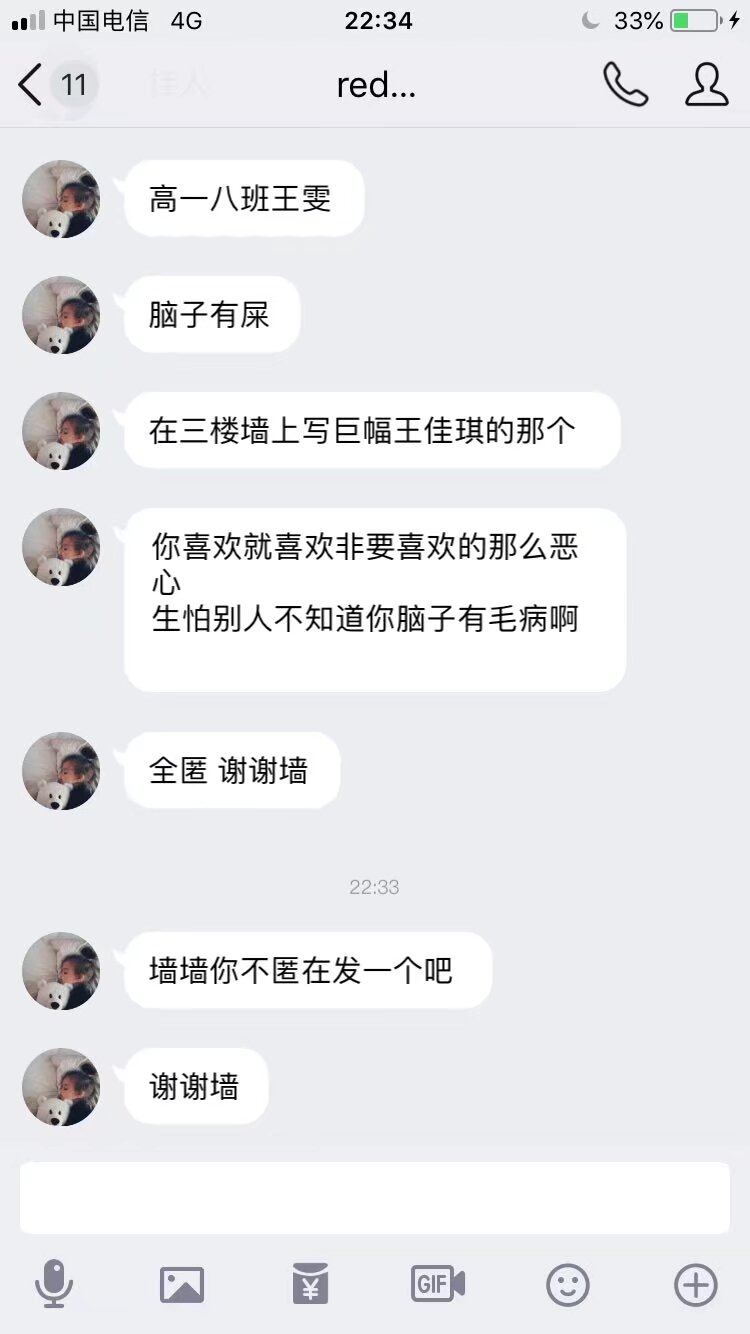 中国电信 4G 22:34 33%
11 red...
高一八班王雯
脑子有屎
在三楼墙上写巨幅王佳琪的那个
你喜欢就喜欢非要喜欢的那么恶
心
生怕别人不知道你脑子有毛病啊
全匿 谢谢墙
22:33
墙墙你不匿在发一个吧
谢谢墙
GIF